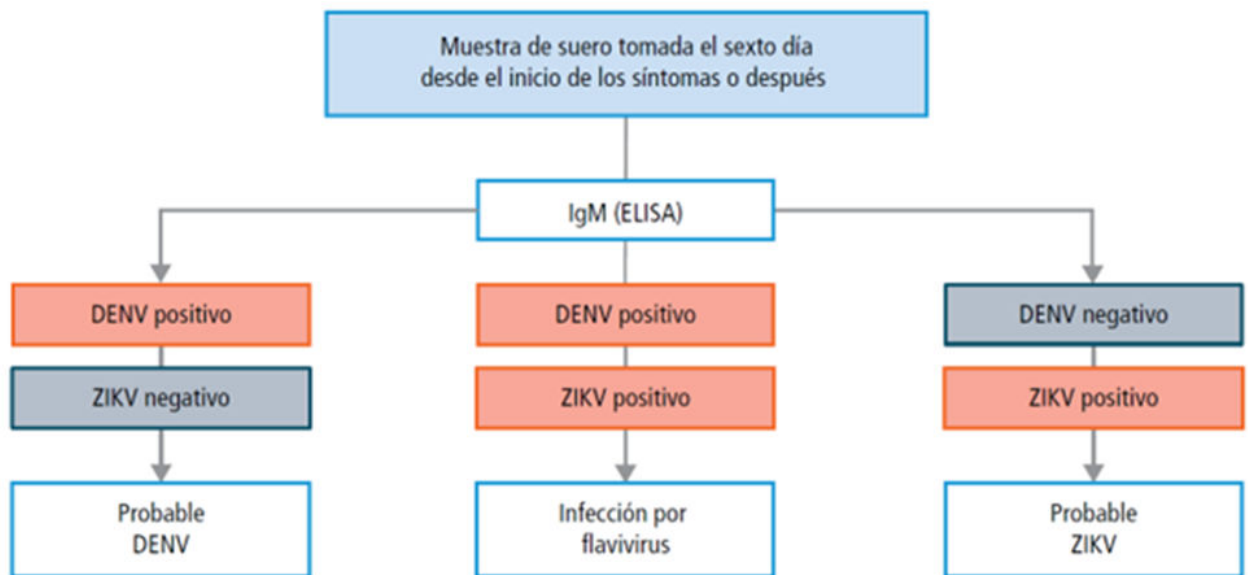 Muestra de suero tomada el sexto día
desde el inicio de los síntomas o después
IgM (ELISA)
DENV positivo
DENV positivo
DENV negativo
ZIKV negativo
ZIKV positivo
ZIKV positivo
Probable
DENV
Infección por
flavivirus
Probable
ZIKV